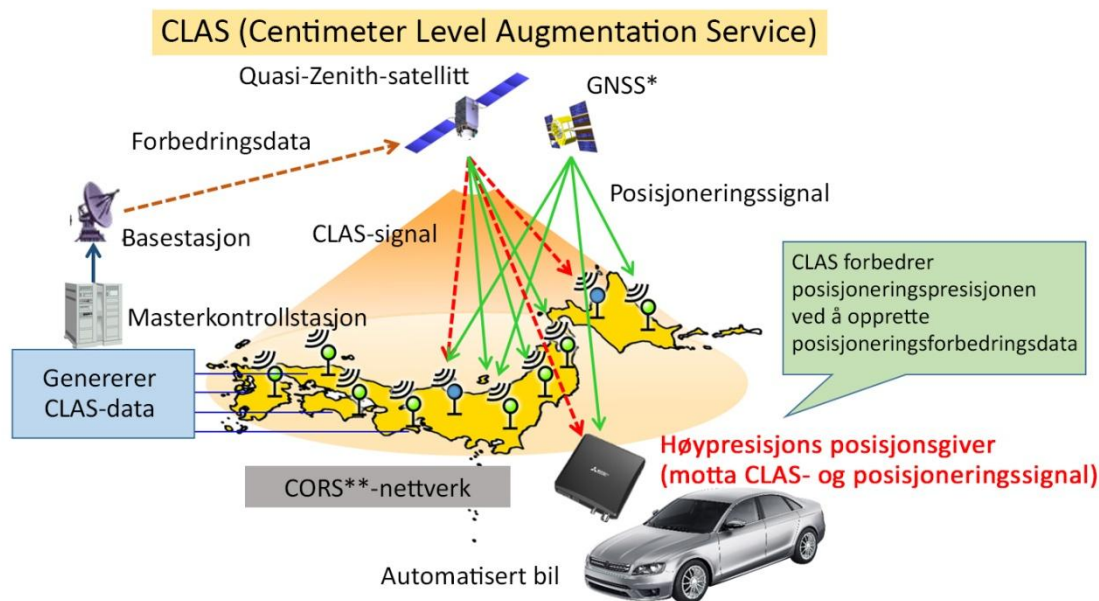 CLAS (Centimeter Level Augmentation Service)
Quasi-Zenith-satellitt
GNSS*
Forbedringsdata
Posisjoneringssignal
Basestasjon
CLAS-signal
CLAS forbedrer
posisjoneringspresisjonen
ved å opprette
posisjoneringsforbedringsdata
Masterkontrollstasjon
Genererer
CLAS-data
Høypresisjons posisjonsgiver
(motta CLAS- og posisjoneringssignal)
CORS**-nettverk
Automatisert bil